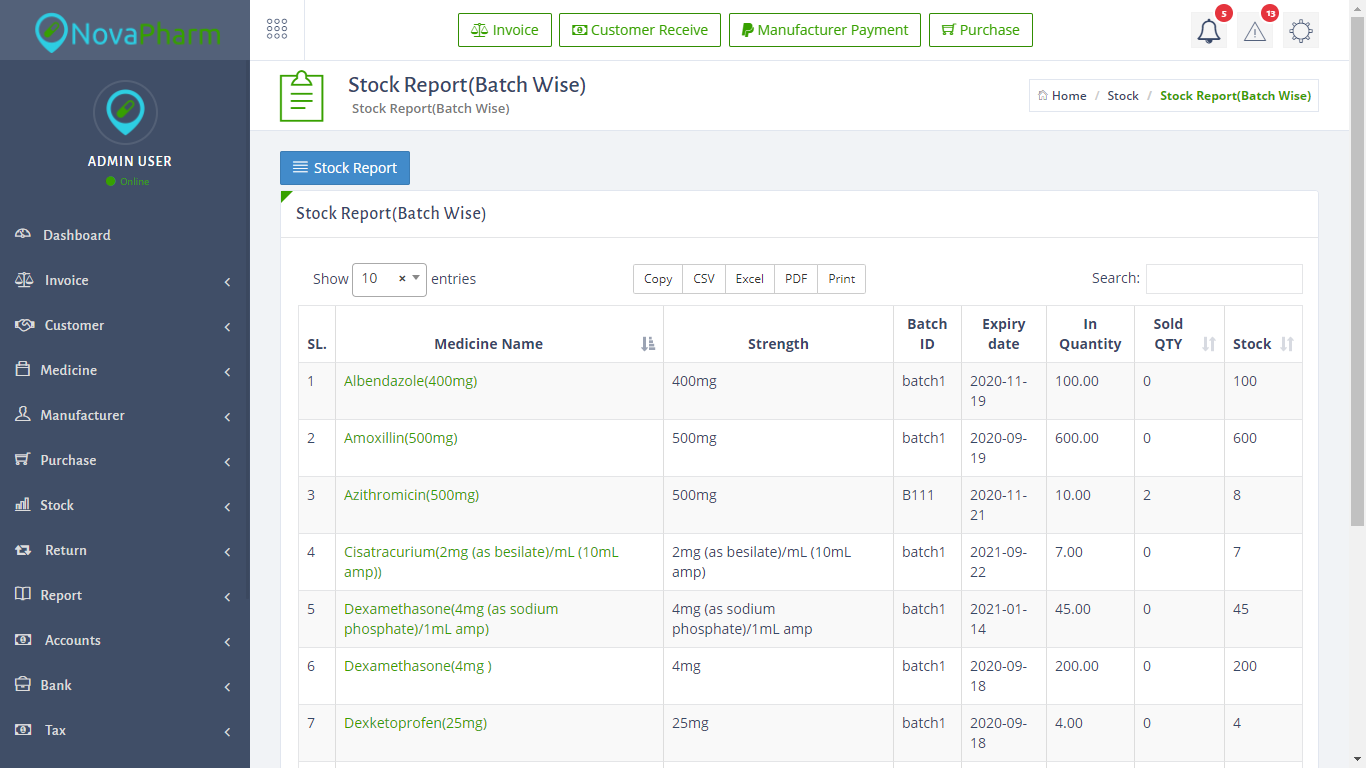 NovaPharm
Invoice
Customer Receive
Manufacturer Payment
Purchase
5
13
ADMIN USER
Online
Dashboard
Invoice
Customer
Medicine
Manufacturer
Purchase
Stock
Return
Report
Accounts
Bank
Tax
Stock Report(Batch Wise)
Stock Report(Batch Wise)
Home / Stock / Stock Report(Batch Wise)
Stock Report
Stock Report(Batch Wise)
Show 10 × entries
Copy CSV Excel PDF Print
Search:
SL. Medicine Name Strength Batch ID Expiry date In Quantity Sold QTY Stock
1 Albendazole(400mg) 400mg batch1 2020-11-19 100.00 0 100
2 Amoxillin(500mg) 500mg batch1 2020-09-19 600.00 0 600
3 Azithromicin(500mg) 500mg B111 2020-11-21 10.00 2 8
4 Cisatracurium(2mg (as besilate)/mL (10mL amp)) 2mg (as besilate)/mL (10mL amp) batch1 2021-09-22 7.00 0 7
5 Dexamethasone(4mg (as sodium phosphate)/1mL amp) 4mg (as sodium phosphate)/1mL amp batch1 2021-01-14 45.00 0 45
6 Dexamethasone(4mg ) 4mg batch1 2020-09-18 200.00 0 200
7 Dexketoprofen(25mg) 25mg batch1 2020-09-18 4.00 0 4